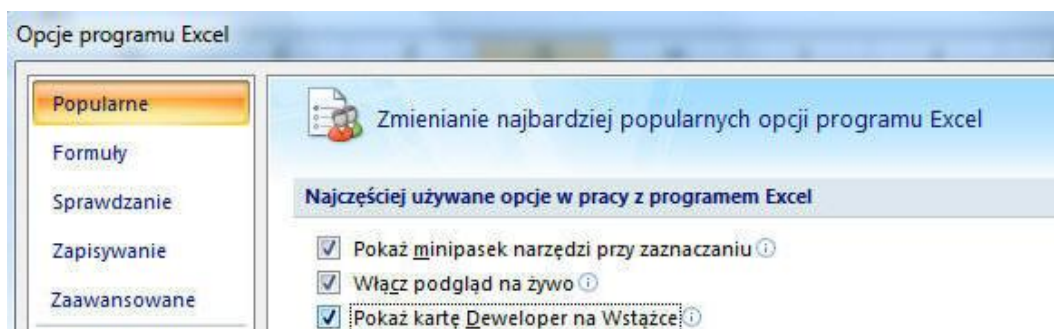 Opcje programu Excel
Popularne
Formuły
Sprawdzanie
Zapisywanie
Zaawansowane
Zmienianie najbardziej popularnych opcji programu Excel
Najczęściej używane opcje w pracy z programem Excel
Pokaż minipasek narzędzi przy zaznaczaniu
Włącz podgląd na żywo
Pokaż kartę Deweloper na Wstążce